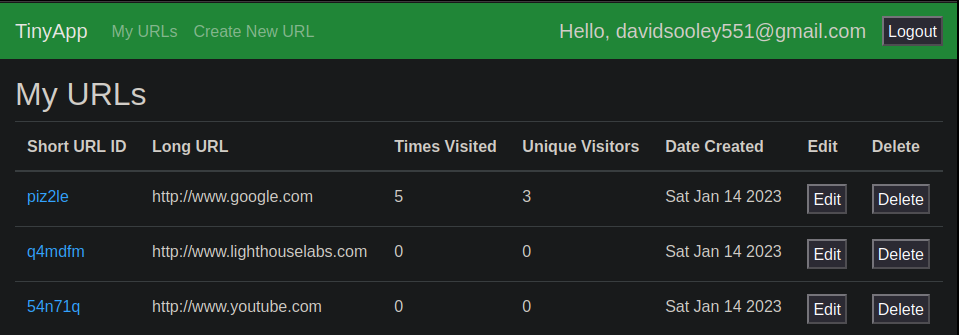 TinyApp My URLs Create New URL Hello, davidsooley551@gmail.com Logout
My URLs
Short URL ID Long URL Times Visited Unique Visitors Date Created Edit Delete
piz2le http://www.google.com 5 3 Sat Jan 14 2023 Edit Delete
q4mdfm http://www.lighthouselabs.com 0 0 Sat Jan 14 2023 Edit Delete
54n71q http://www.youtube.com 0 0 Sat Jan 14 2023 Edit Delete